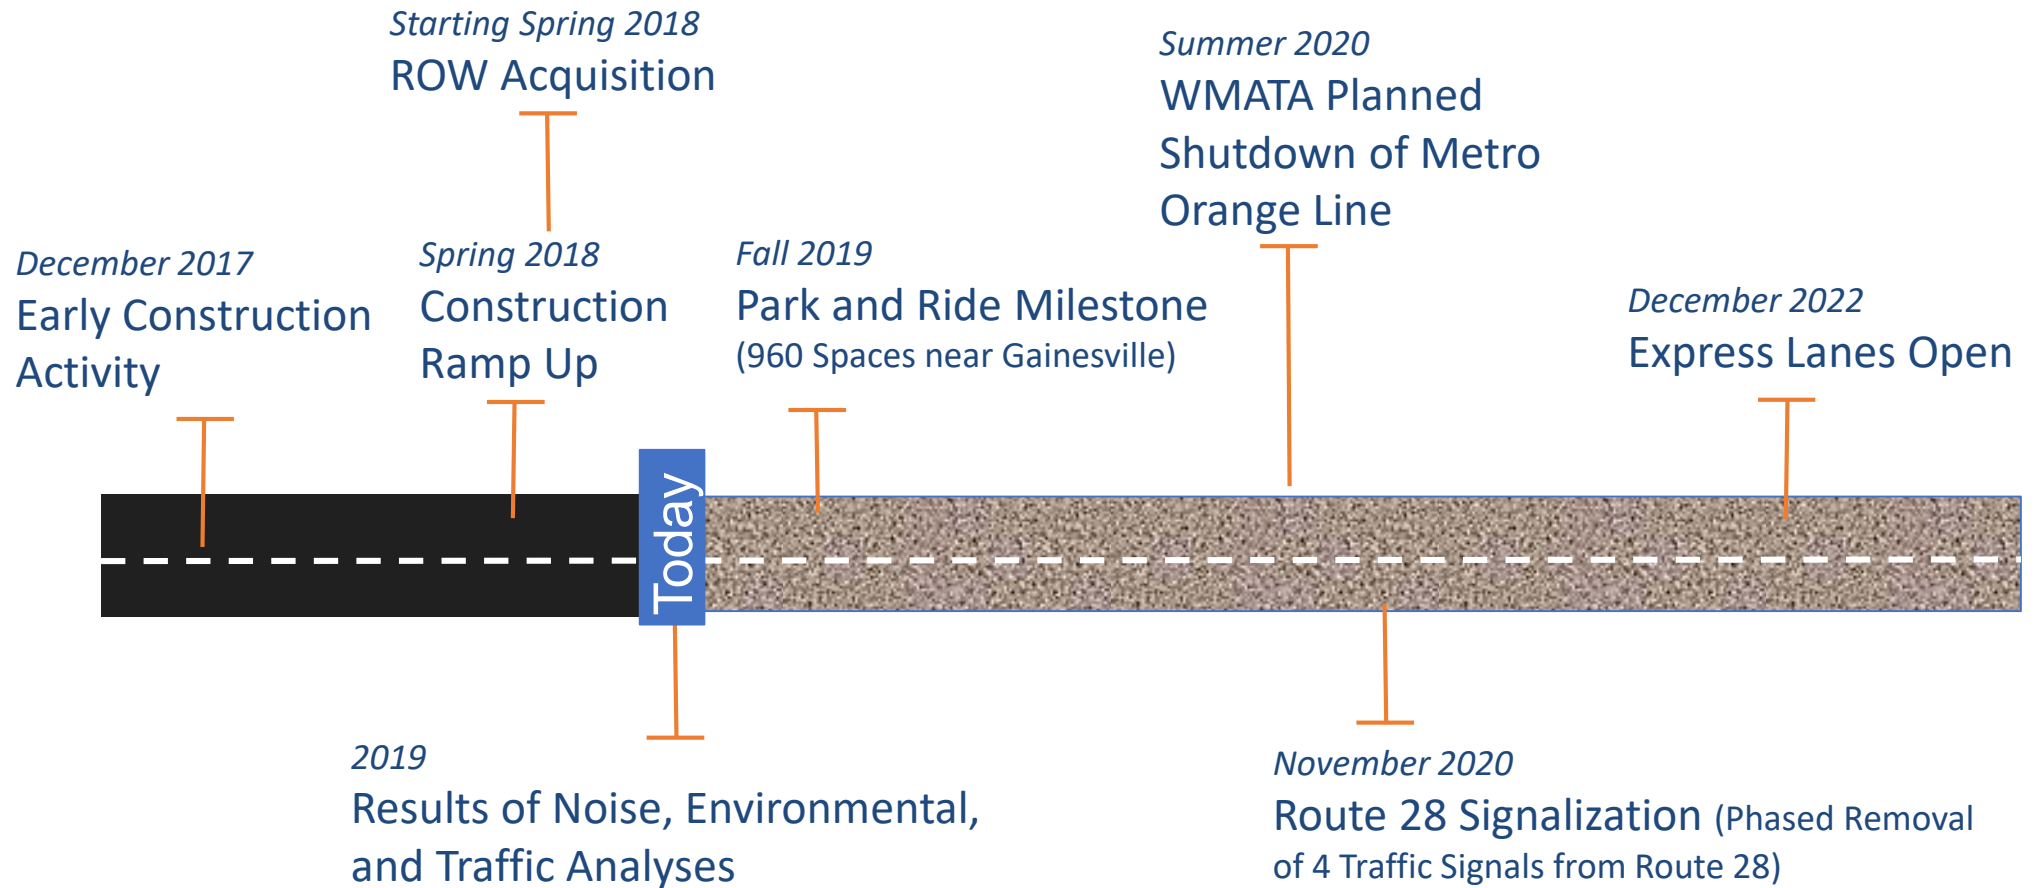 Starting Spring 2018
ROW Acquisition
Summer 2020
WMATA Planned
Shutdown of Metro
Orange Line
December 2017
Early Construction
Activity
Spring 2018
Construction
Ramp Up
Fall 2019
Park and Ride Milestone
(960 Spaces near Gainesville)
December 2022
Express Lanes Open
Today
2019
Results of Noise, Environmental,
and Traffic Analyses
November 2020
Route 28 Signalization (Phased Removal
of 4 Traffic Signals from Route 28)